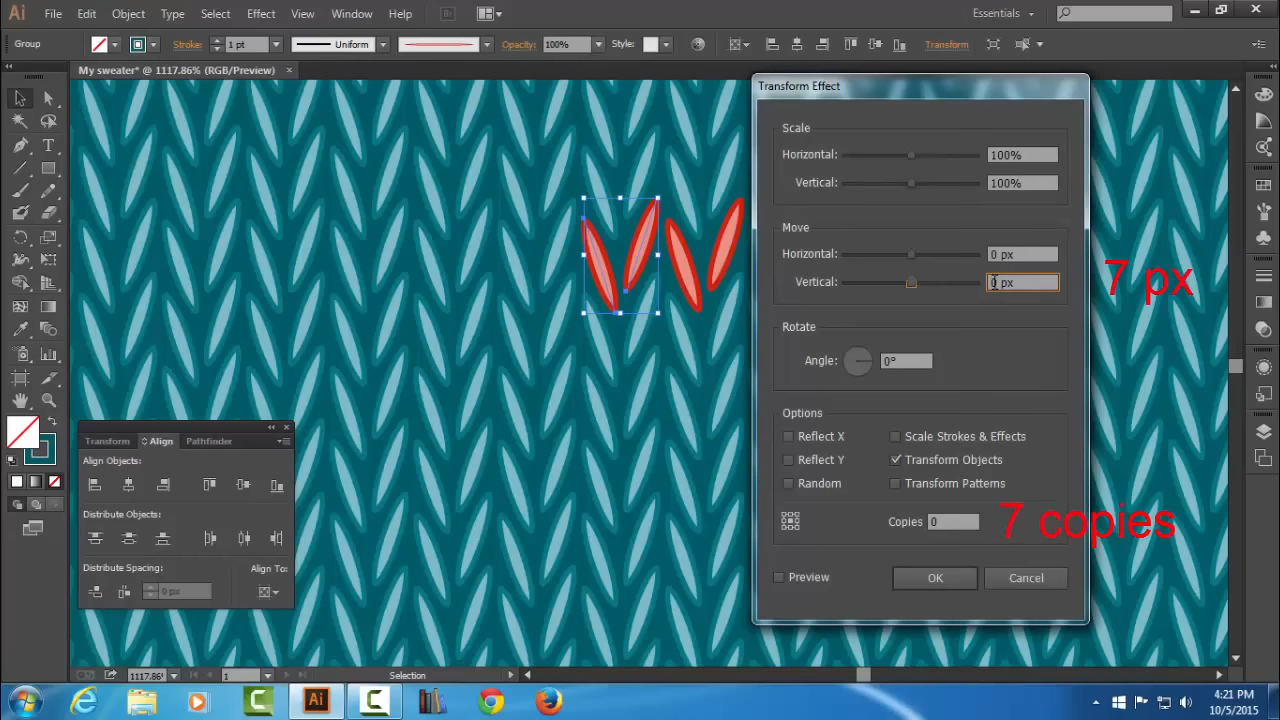 Ai File Edit Object Type Select Effect View Window Help Essentials
Group Stroke: 1 pt Uniform Opacity: 100% Style: Transform
My sweater* @ 1117.86% (RGB/Preview) ×
Transform Effect
Scale
Horizontal: 100%
Vertical: 100%
Move
Horizontal: 0 px
Vertical: 0 px
7 px
Rotate
Angle: 0°
Options
Reflect X Scale Strokes & Effects
Reflect Y Transform Objects
Random Transform Patterns
Copies 0
7 copies
Preview OK Cancel
Transform Align Pathfinder
Align Objects:
Distribute Objects:
Distribute Spacing: Align To:
0 px
1117.86% 1 Selection
Ai
4:21 PM
10/5/2015